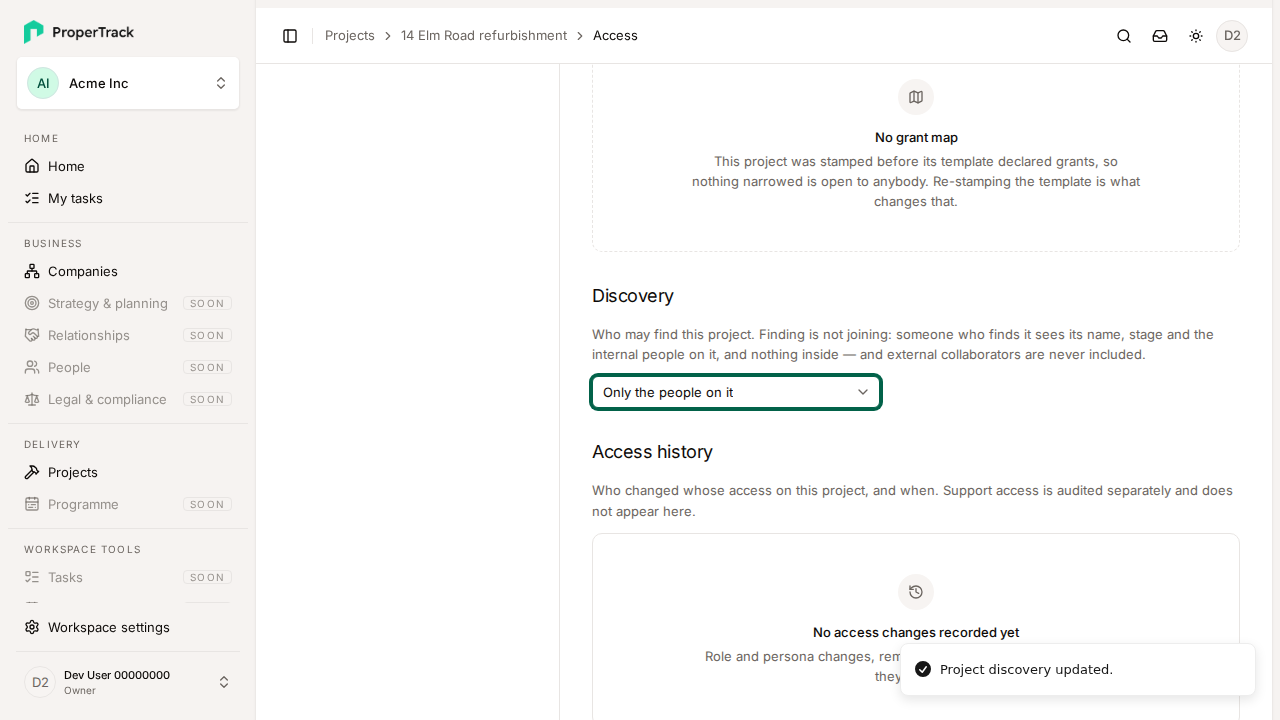 ProperTrack
AI
Acme Inc
HOME
Home
My tasks
BUSINESS
Companies
Strategy & planning
SOON
Relationships
SOON
People
SOON
Legal & compliance
SOON
DELIVERY
Projects
Programme
SOON
WORKSPACE TOOLS
Tasks
SOON
Workspace settings
D2
Dev User 00000000
Owner
Projects
14 Elm Road refurbishment
Access
D2
No grant map
This project was stamped before its template declared grants, so
nothing narrowed is open to anybody. Re-stamping the template is what
changes that.
Discovery
Who may find this project. Finding is not joining: someone who finds it sees its name, stage and the
internal people on it, and nothing inside — and external collaborators are never included.
Only the people on it
Access history
Who changed whose access on this project, and when. Support access is audited separately and does
not appear here.
No access changes recorded yet
Role and persona changes,
they
Project discovery updated.